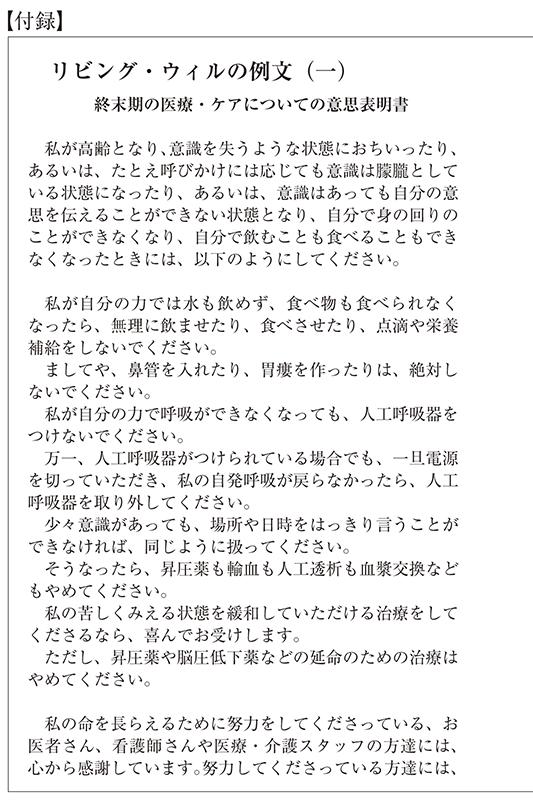 【付録】
リビング・ウィルの例文（一）
終末期の医療・ケアについての意思表明書
私が高齢となり、意識を失うような状態におちいったり、
あるいは、たとえ呼びかけには応じても意識は朦朧として
いる状態になったり、あるいは、意識はあっても自分の意
思を伝えることができない状態となり、自分で身の回りの
ことができなくなり、自分で飲むことも食べることもでき
なくなったときには、以下のようにしてください。
私が自分の力では水も飲めず、食べ物も食べられなく
なったら、無理に飲ませたり、食べさせたり、点滴や栄養
補給をしないでください。
ましてや、鼻管を入れたり、胃瘻を作ったりは、絶対し
ないでください。
私が自分の力で呼吸ができなくなっても、人工呼吸器を
つけないでください。
万一、人工呼吸器がつけられている場合でも、一旦電源
を切っていただき、私の自発呼吸が戻らなかったら、人工
呼吸器を取り外してください。
少々意識があっても、場所や日時をはっきり言うことが
できなければ、同じように扱ってください。
そうなったら、昇圧薬も輸血も人工透析も血漿交換など
もやめてください。
私の苦しくみえる状態を緩和していただける治療をして
くださるなら、喜んでお受けします。
ただし、昇圧薬や脳圧低下薬などの延命のための治療は
やめてください。
私の命を長らえるために努力をしてくださっている、お
医者さん、看護師さんや医療・介護スタッフの方達には、
心から感謝しています。努力してくださっている方達には、